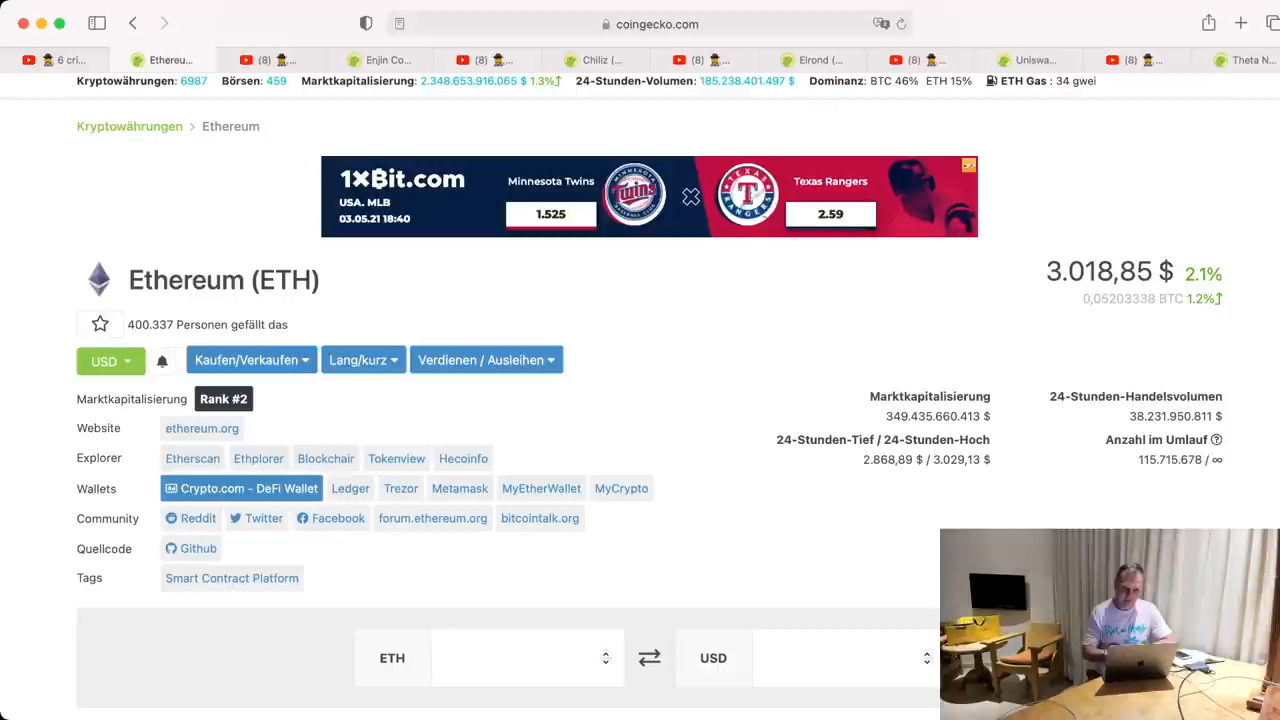 coingecko.com
6 cri...
Ethereu...
(8)
Enjin Co...
(8)
Chiliz (...
(8)
Elrond (...
(8)
Uniswa...
(8)
Theta N...
Kryptowährungen: 6987 Börsen: 459 Marktkapitalisierung: 2.348.653.916.065 $ 1.3% 24-Stunden-Volumen: 185.238.401.497 $ Dominanz: BTC 46% ETH 15% ETH Gas : 34 gwei
Kryptowährungen > Ethereum
1XBit.com
USA. MLB
03.05.21 18:40
Minnesota Twins
1.525
MINNESOTA
Twins
TEXAS
RANGERS
Texas Rangers
2.59
Ethereum (ETH)
3.018,85 $ 2.1%
0,05203338 BTC 1.2%
400.337 Personen gefällt das
USD
Kaufen/Verkaufen
Lang/kurz
Verdienen / Ausleihen
Marktkapitalisierung Rank #2
Website ethereum.org
Explorer Etherscan Ethplorer Blockchair Tokenview Hecoinfo
Wallets Ad Crypto.com - DeFi Wallet Ledger Trezor Metamask MyEtherWallet MyCrypto
Community Reddit Twitter Facebook forum.ethereum.org bitcointalk.org
Quellcode Github
Tags Smart Contract Platform
Marktkapitalisierung
349.435.660.413 $
24-Stunden-Handelsvolumen
38.231.950.811 $
24-Stunden-Tief / 24-Stunden-Hoch
2.868,89 $ / 3.029,13 $
Anzahl im Umlauf
115.715.678 / ∞
ETH
USD